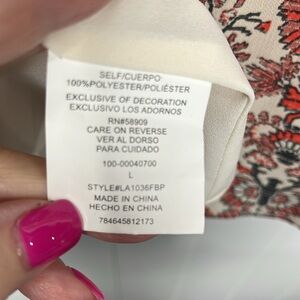 SELF/CUERPO
100%POLYESTER/POLIÉSTER
EXCLUSIVE OF DECORATION
EXCLUSIVO LOS ADORNOS
RN#58909
CARE ON REVERSE
VER AL DORSO
PARA CUIDADO
100-00040700
L
STYLE#LA1036FBP
MADE IN CHINA
HECHO EN CHINA
784645812173